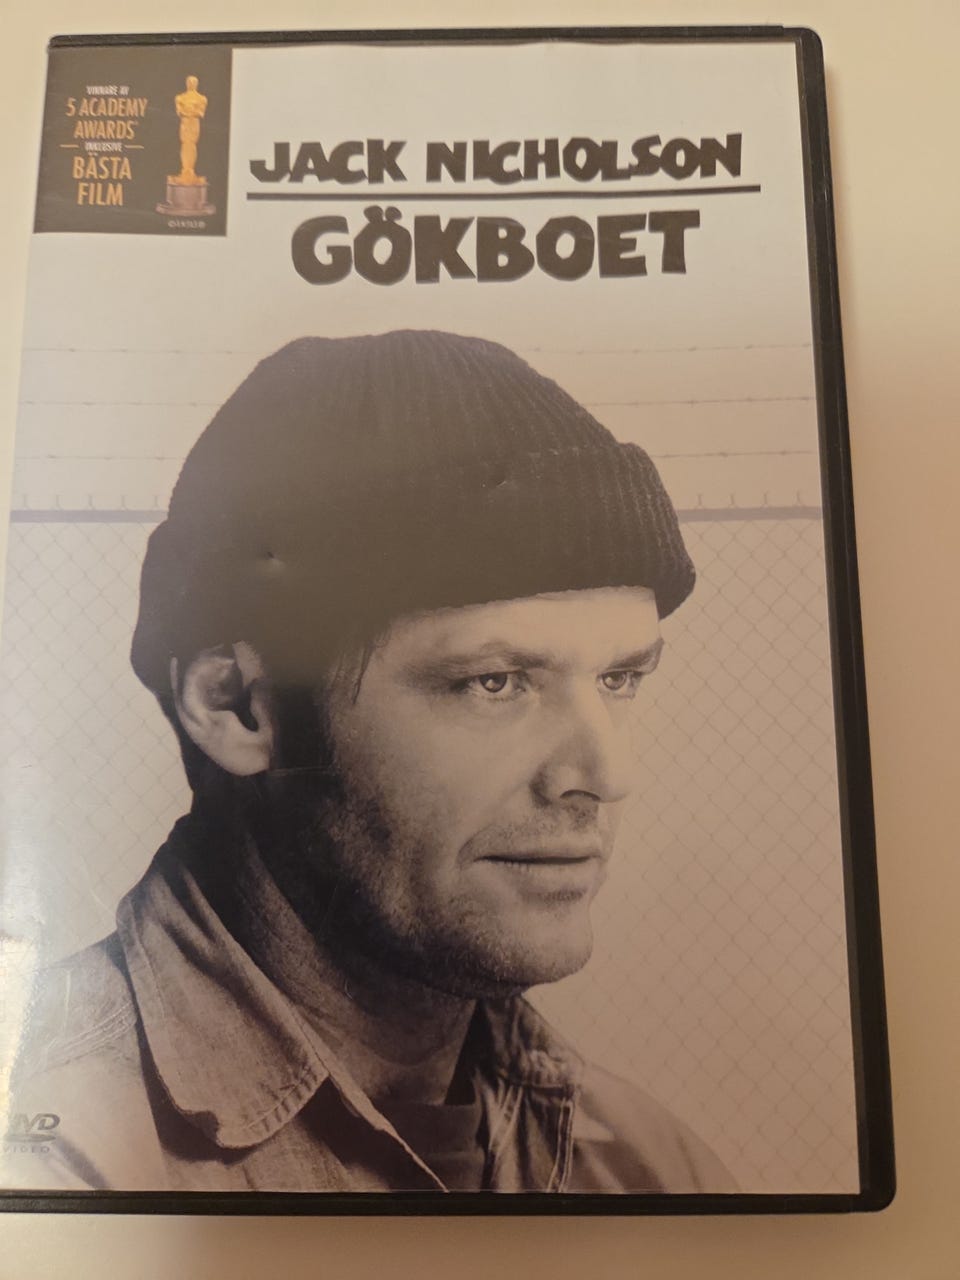 VINNARE AV
5 ACADEMY
AWARDS
INKLUSIVE
BÄSTA
FILM
JACK NICHOLSON
GÖKBOET
DVD
VIDEO